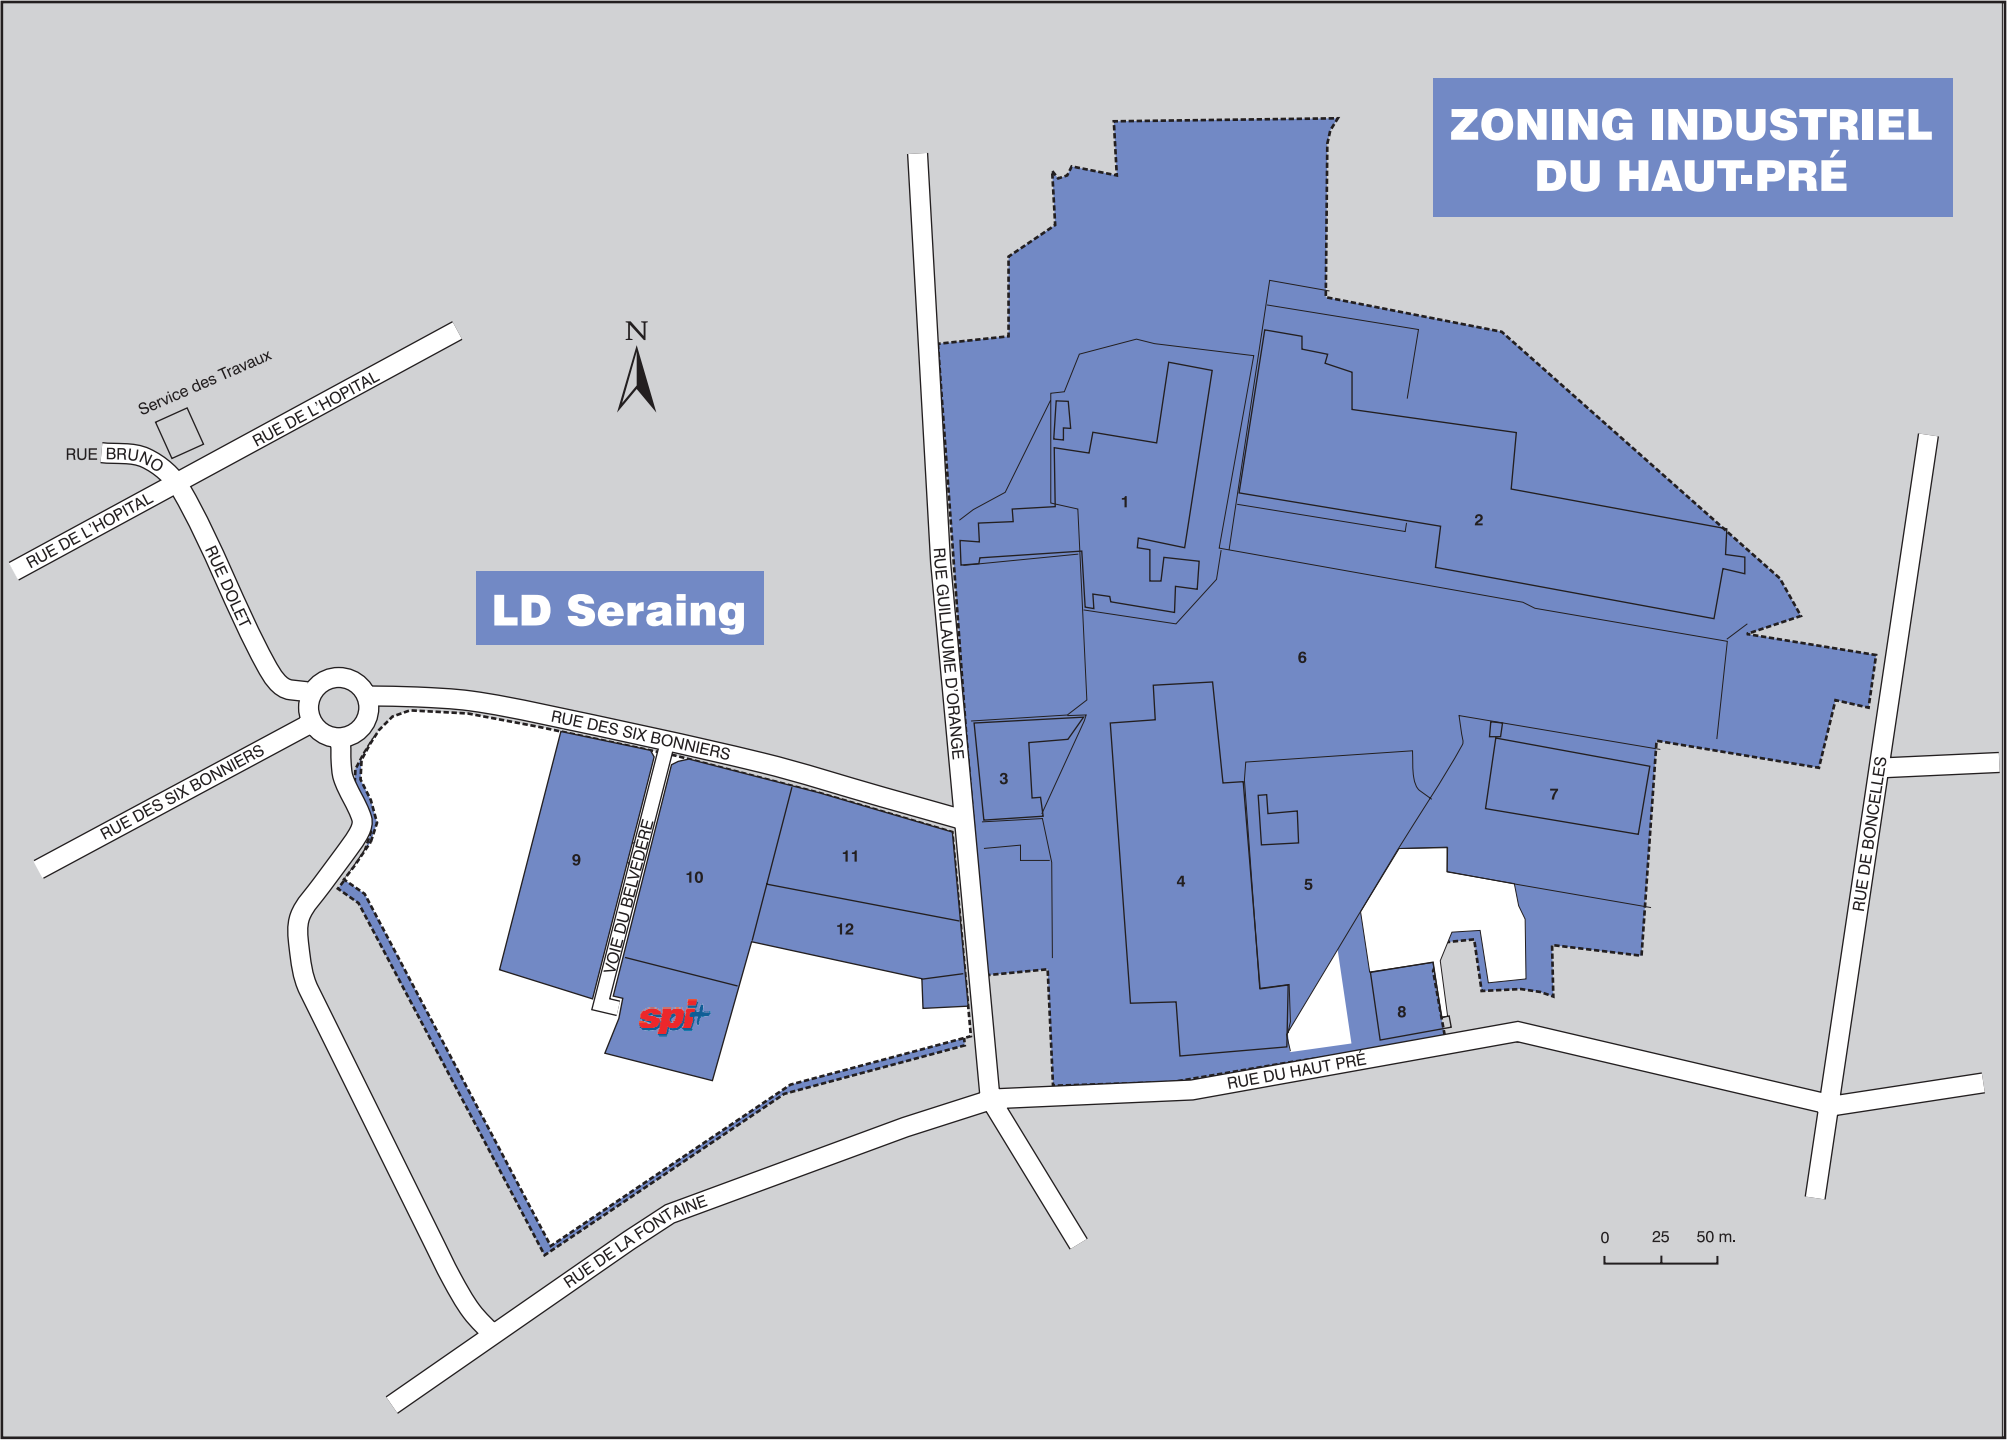 ZONING INDUSTRIEL
DU HAUT-PRÉ
N
Service des Travaux
RUE DE L'HOPITAL
RUE BRUNO
RUE DE L'HOPITAL
RUE DOLET
LD Seraing
RUE GUILLAUME D'ORANGE
1
2
6
RUE DES SIX BONNIERS
RUE DES SIX BONNIERS
3
7
4
5
8
9
VOIE DU BELVEDERE
10
11
12
spi+
RUE DE BONCELLES
RUE DU HAUT PRÉ
RUE DE LA FONTAINE
0 25 50 m.